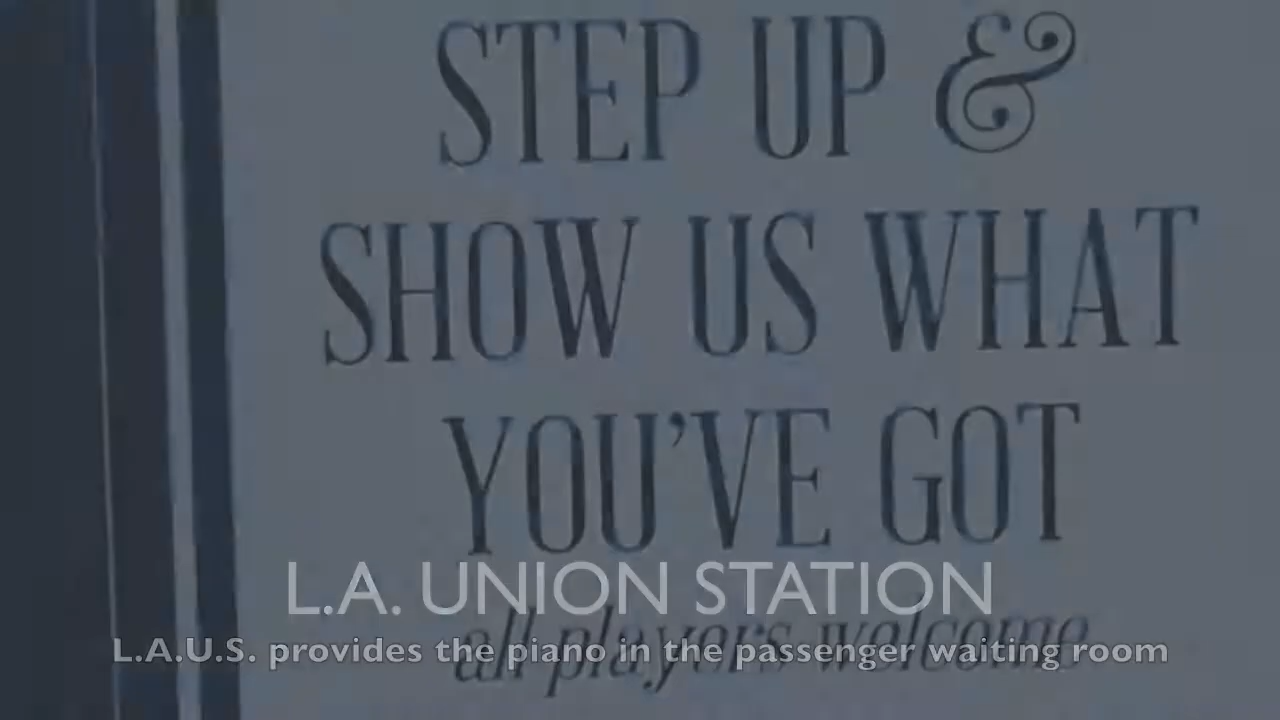 STEP UP &
SHOW US WHAT
YOU'VE GOT
L.A. UNION STATION
all players welcome
L.A.U.S. provides the piano in the passenger waiting room